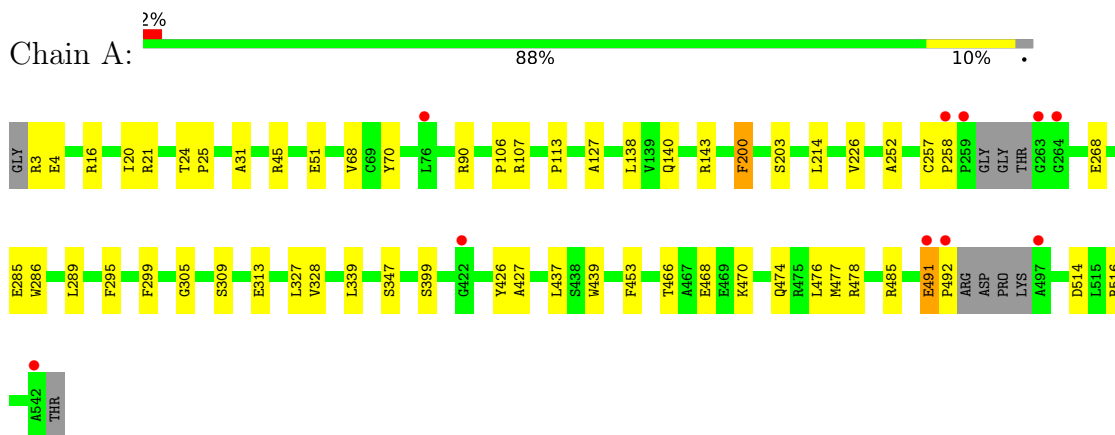 2%
Chain A:
88% 10% •
GLY R3 E4 R16 I20 R21 T24 P25 A31 R45 E51 V68 C69 Y70 L76 R90 P106 R107 P113 A127 L138 V139 Q140 R143 F200 S203 L214 V226 A252 C257 P258 P259 GLY GLY THR G263 G264 E268
E285 W286 L289 F295 F299 G305 S309 E313 L327 V328 L339 S347 S399 G422 Y426 A427 L437 S438 W439 F453 T466 A467 E468 E469 K470 Q474 R475 L476 M477 R478 R485 E491 P492 ARG ASP PRO LYS A497 D514 L515
A542 THR